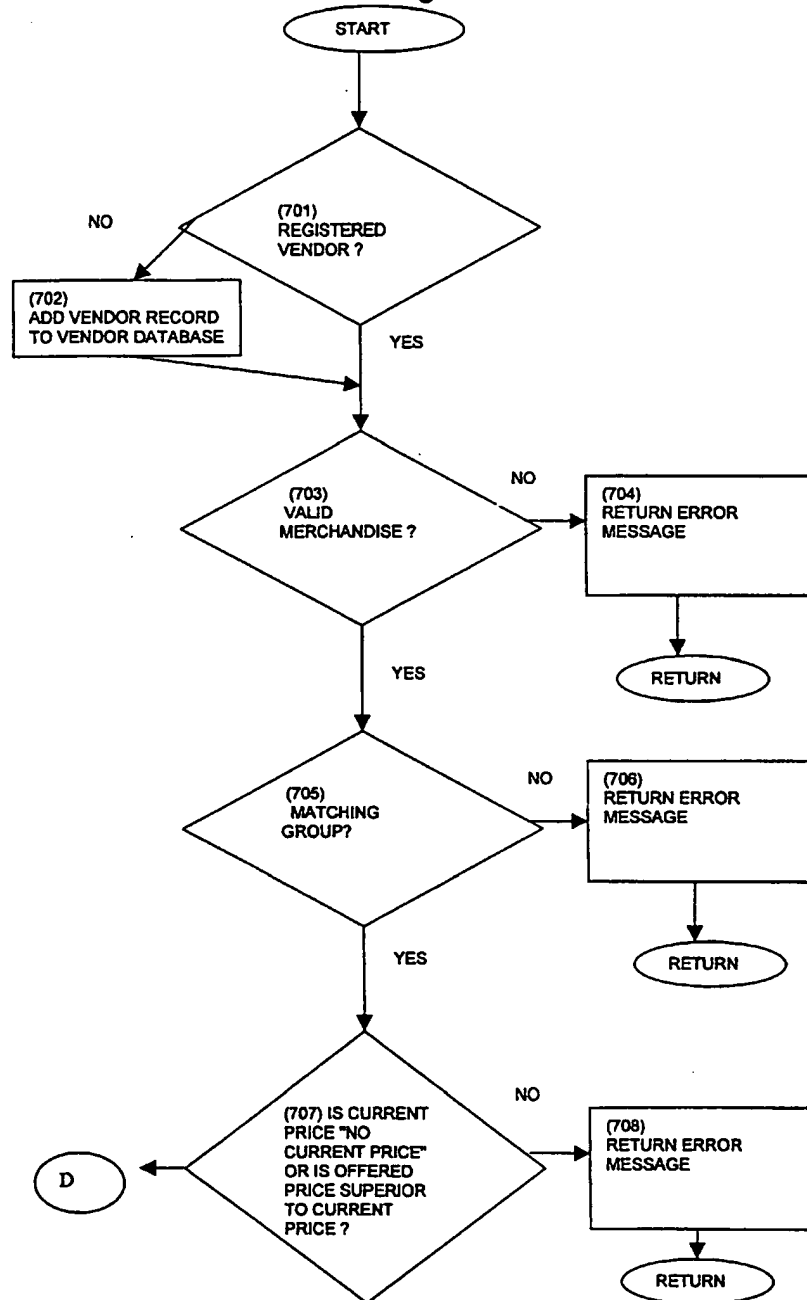 START
(701)
REGISTERED
VENDOR ?
NO
(702)
ADD VENDOR RECORD
TO VENDOR DATABASE
YES
(703)
VALID
MERCHANDISE ?
NO
(704)
RETURN ERROR
MESSAGE
RETURN
YES
(705)
MATCHING
GROUP?
NO
(706)
RETURN ERROR
MESSAGE
RETURN
YES
(707) IS CURRENT
PRICE "NO
CURRENT PRICE"
OR IS OFFERED
PRICE SUPERIOR
TO CURRENT
PRICE ?
NO
(708)
RETURN ERROR
MESSAGE
RETURN
D